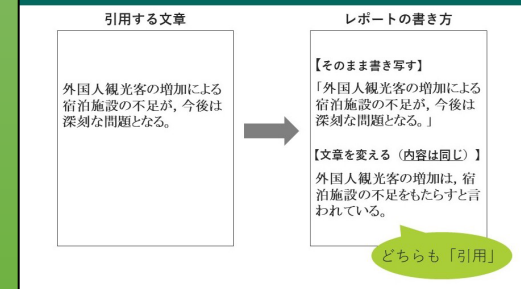 引用する文章
外国人観光客の増加による
宿泊施設の不足が，今後は
深刻な問題となる。
レポートの書き方
【そのまま書き写す】
「外国人観光客の増加による
宿泊施設の不足が，今後は
深刻な問題となる。」
【文章を変える（内容は同じ）】
外国人観光客の増加は，宿
泊施設の不足をもたらすと言
われている。
どちらも「引用」